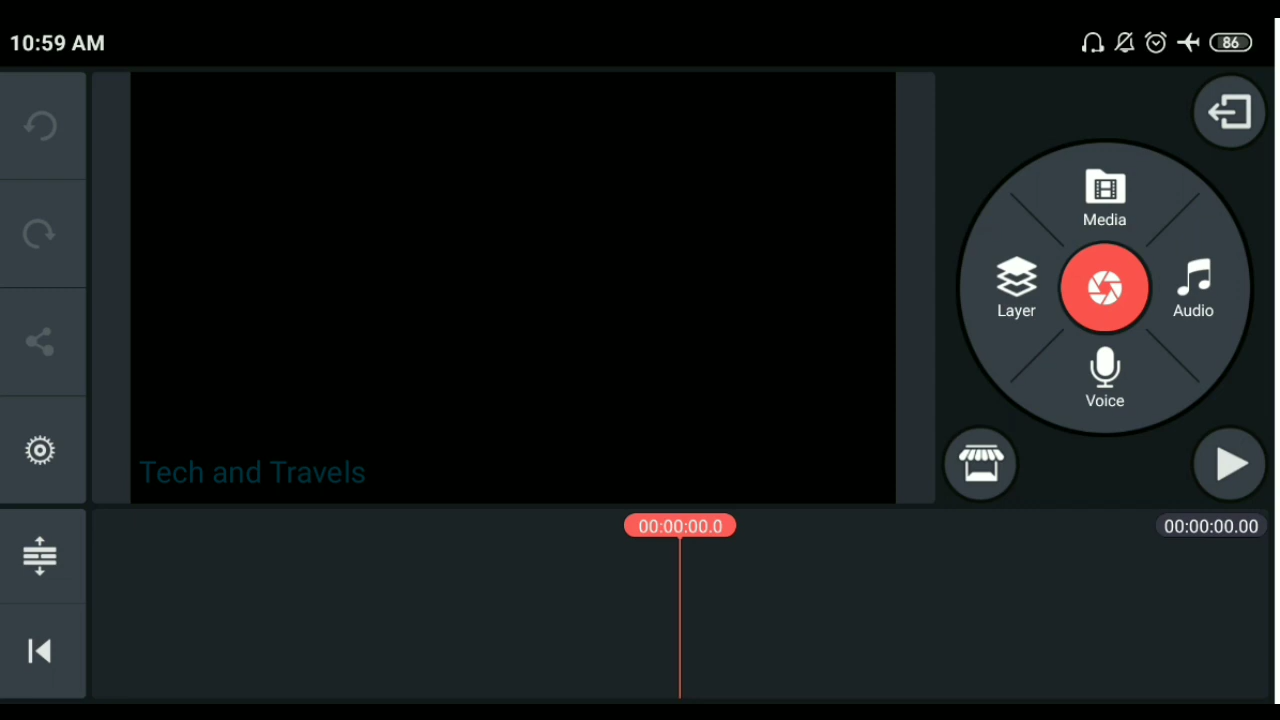 10:59 AM
86
Media
Layer
Audio
Voice
Tech and Travels
00:00:00.0
00:00:00.00